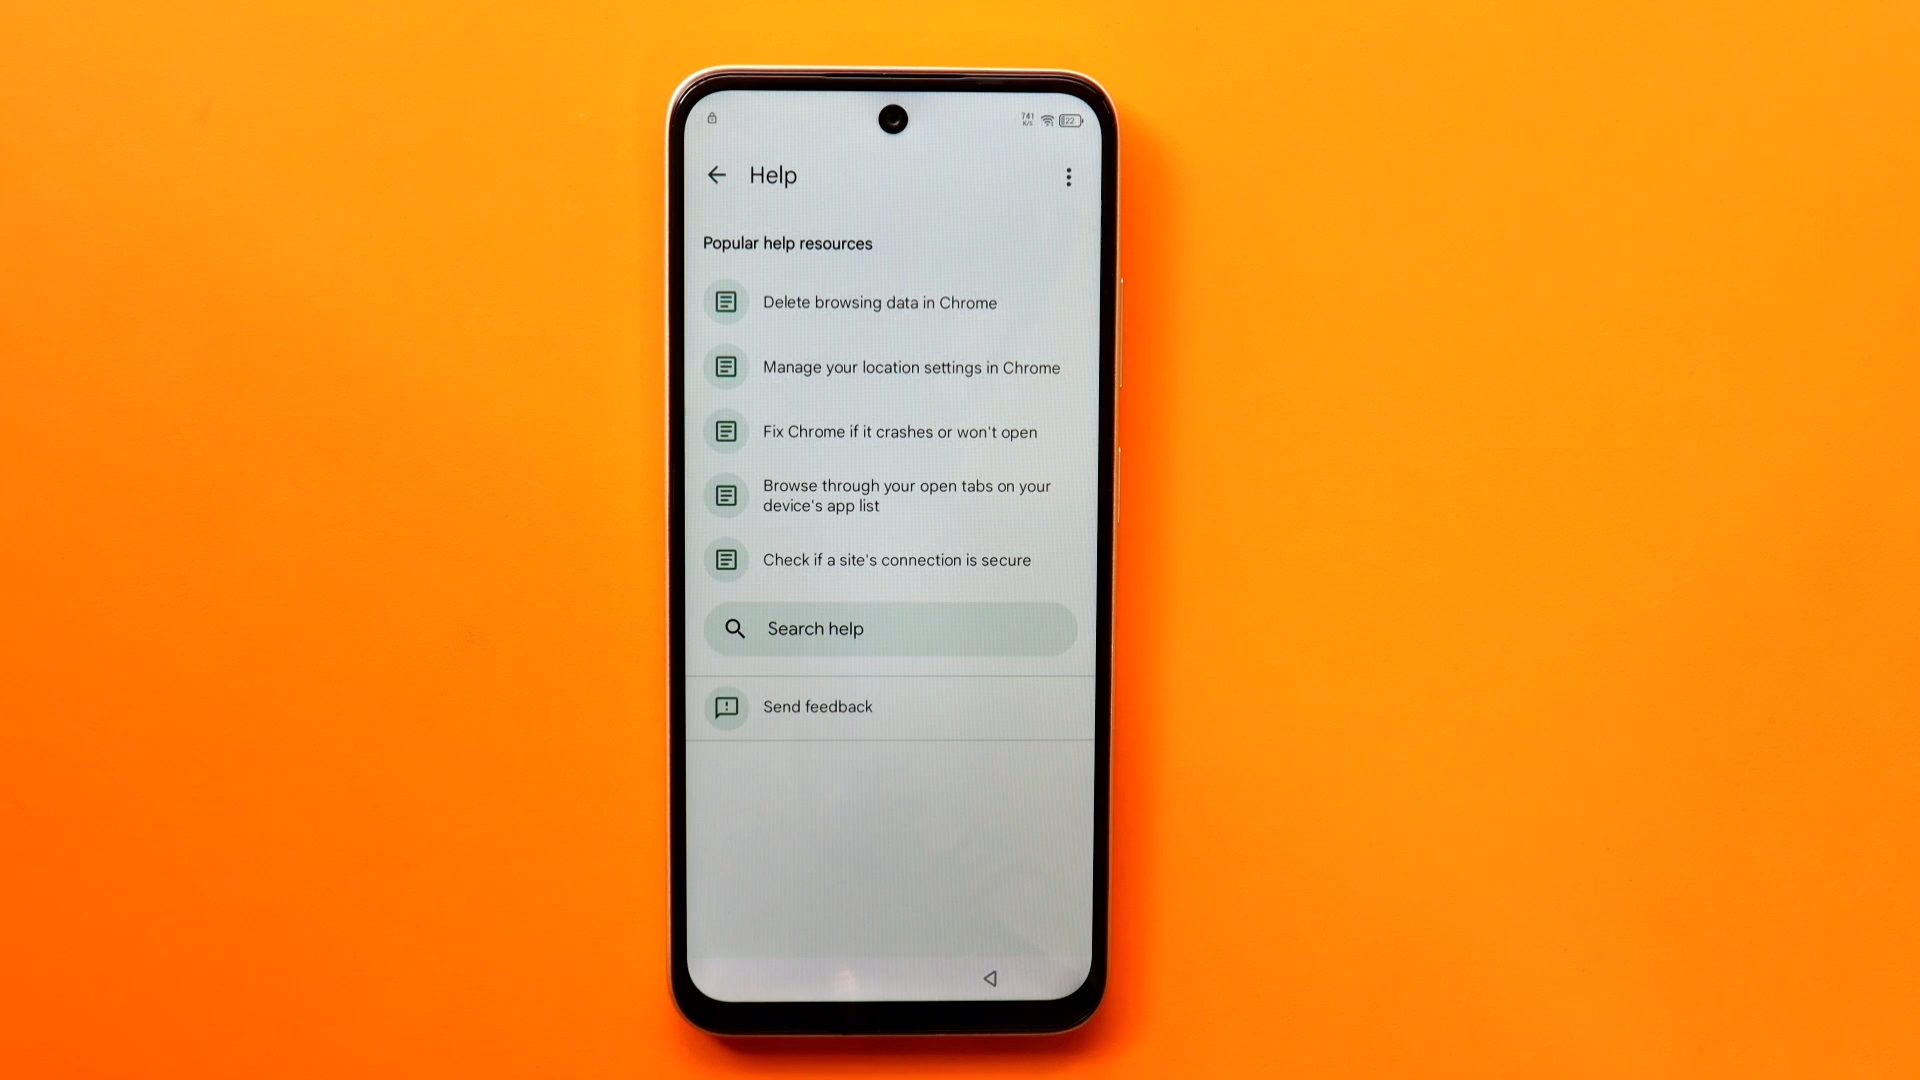 741
K/S
22
Help
Popular help resources
Delete browsing data in Chrome
Manage your location settings in Chrome
Fix Chrome if it crashes or won't open
Browse through your open tabs on your
device's app list
Check if a site's connection is secure
Search help
Send feedback